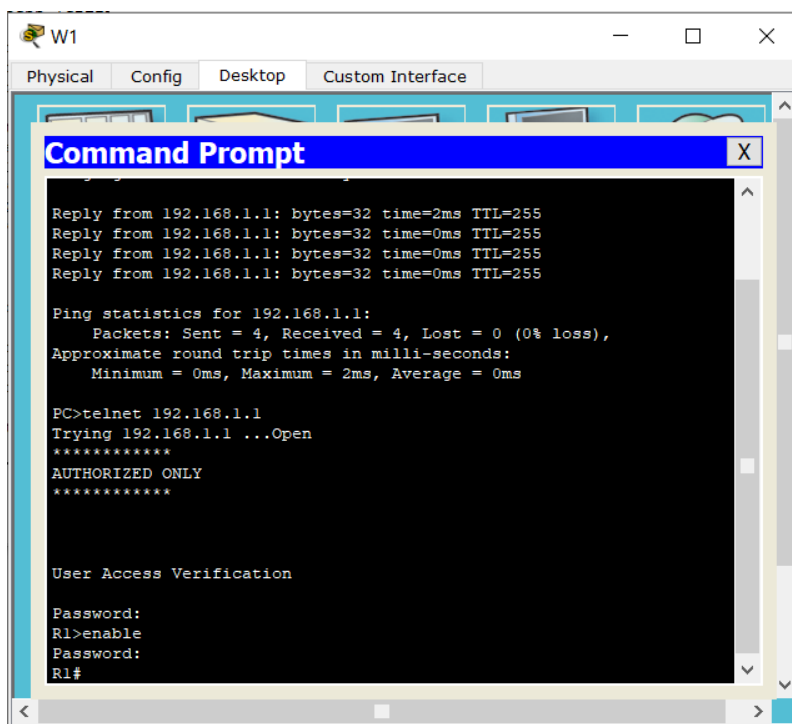 W1
Physical Config Desktop Custom Interface
Command Prompt X
Reply from 192.168.1.1: bytes=32 time=2ms TTL=255
Reply from 192.168.1.1: bytes=32 time=0ms TTL=255
Reply from 192.168.1.1: bytes=32 time=0ms TTL=255
Reply from 192.168.1.1: bytes=32 time=0ms TTL=255
Ping statistics for 192.168.1.1:
Packets: Sent = 4, Received = 4, Lost = 0 (0% loss),
Approximate round trip times in milli-seconds:
Minimum = 0ms, Maximum = 2ms, Average = 0ms
PC>telnet 192.168.1.1
Trying 192.168.1.1 ...Open
************
AUTHORIZED ONLY
************
User Access Verification
Password:
R1>enable
Password:
R1#